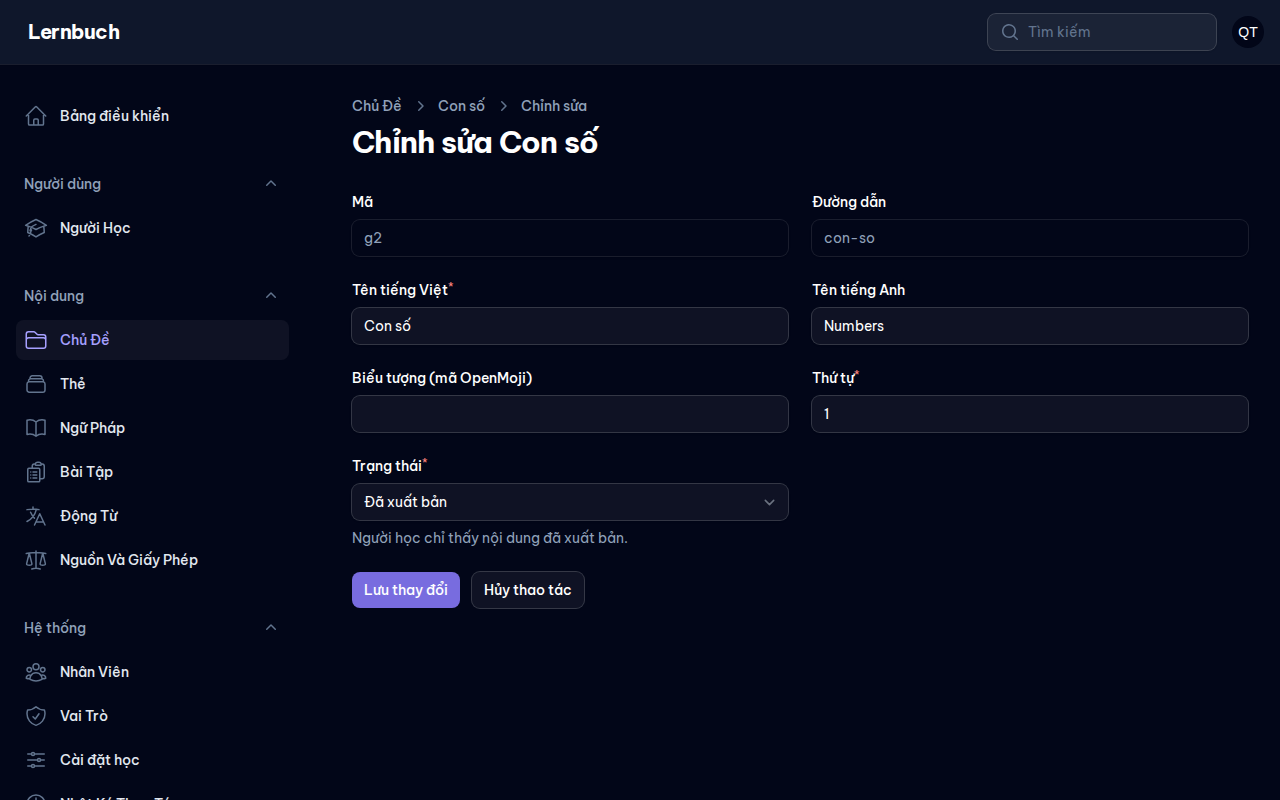 Lernbuch
Tìm kiếm
QT
Bảng điều khiển
Người dùng
Người Học
Nội dung
Chủ Đề
Thẻ
Ngữ Pháp
Bài Tập
Động Từ
Nguồn Và Giấy Phép
Hệ thống
Nhân Viên
Vai Trò
Cài đặt học
Chủ Đề > Con số > Chỉnh sửa
Chỉnh sửa Con số
Mã
g2
Đường dẫn
con-so
Tên tiếng Việt*
Con số
Tên tiếng Anh
Numbers
Biểu tượng (mã OpenMoji)
Thứ tự*
1
Trạng thái*
Đã xuất bản
Người học chỉ thấy nội dung đã xuất bản.
Lưu thay đổi
Hủy thao tác